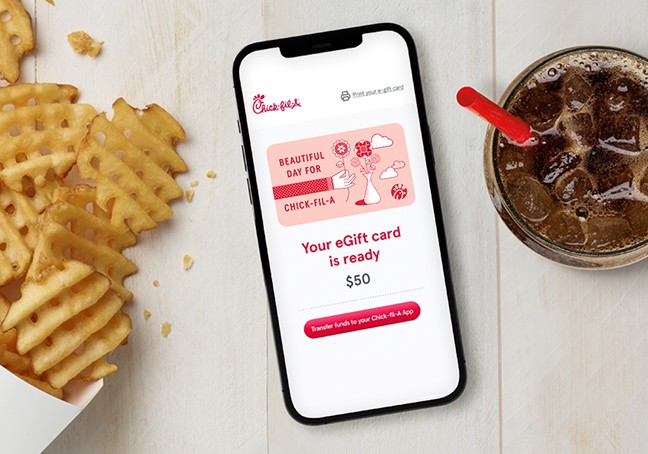 Chick-fil-A
Print your e-gift card
BEAUTIFUL
DAY FOR
CHICK-FIL-A
Your eGift card
is ready
$50
Transfer funds to your Chick-fil-A App